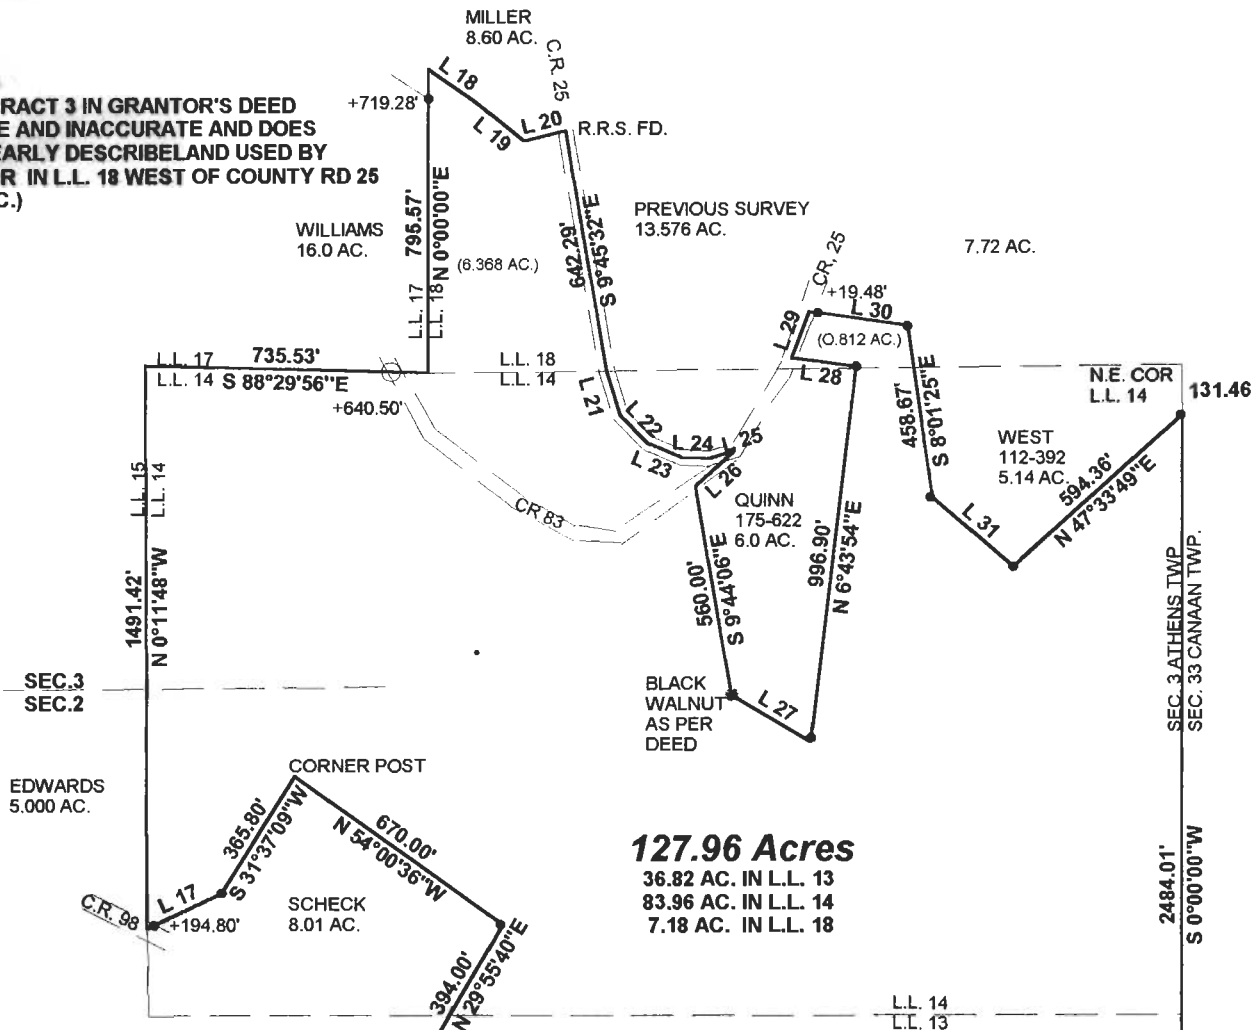 MILLER
8.60 AC.
C.R. 25
L 18
+719.28'
L 19
L 20
R.R.S. FD.
RACT 3 IN GRANTOR'S DEED
E AND INACCURATE AND DOES
EARLY DESCRIBELAND USED BY
R IN L.L. 18 WEST OF COUNTY RD 25
C.)
WILLIAMS
16.0 AC.
795.57'
N 0°00'00"E
(6.368 AC.)
L.L. 17
L.L. 18
642.29'
S 9°45'32"E
PREVIOUS SURVEY
13.576 AC.
CR, 25
7.72 AC.
+19.48'
L 29
L 30
(O.812 AC.)
L 28
L.L. 17
735.53'
L.L. 18
L.L. 14
S 88°29'56"E
L.L. 14
+640.50'
N.E. COR
L.L. 14
131.46
L 21
L 22
L 23
L 24
L 25
L 26
458.67'
S 8°01'25"E
WEST
112-392
5.14 AC.
594.36'
N 47°33'49"E
L 31
L.L. 15
L.L. 14
CR 83
QUINN
175-622
6.0 AC.
996.90'
N 6°43'54"E
560.00'
S 9°44'06"E
1491.42'
N 0°11'48"W
SEC. 3 ATHENS TWP
SEC. 33 CANAAN TWP.
SEC.3
SEC.2
BLACK
WALNUT
AS PER
DEED
L 27
CORNER POST
EDWARDS
5.000 AC.
365.80'
S 31°37'09"W
670.00'
N 54°00'36"W
127.96 Acres
36.82 AC. IN L.L. 13
83.96 AC. IN L.L. 14
7.18 AC. IN L.L. 18
2484.01'
S 0°00'00"W
C.R. 98
L 17
+194.80'
SCHECK
8.01 AC.
394.00'
N 29°55'40"E
L.L. 14
L.L. 13